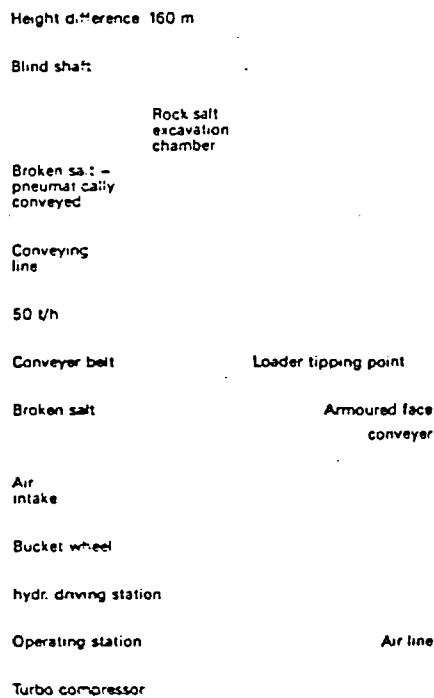 Height difference 160 m
Blind shaft
Rock salt
excavation
chamber
Broken salt –
pneumatically
conveyed
Conveying
line
50 t/h
Conveyer belt Loader tipping point
Broken salt Armoured face
conveyer
Air
intake
Bucket wheel
hydr. driving station
Operating station Air line
Turbo compressor